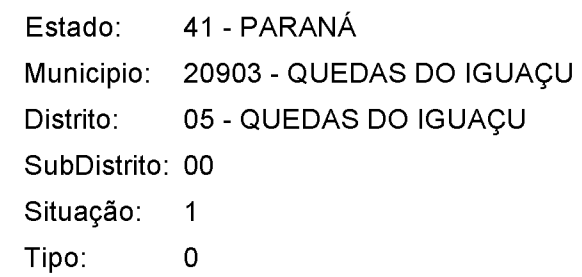 Estado: 41 - PARANÁ
Municipio: 20903 - QUEDAS DO IGUAÇU
Distrito: 05 - QUEDAS DO IGUAÇU
SubDistrito: 00
Situação: 1
Tipo: 0